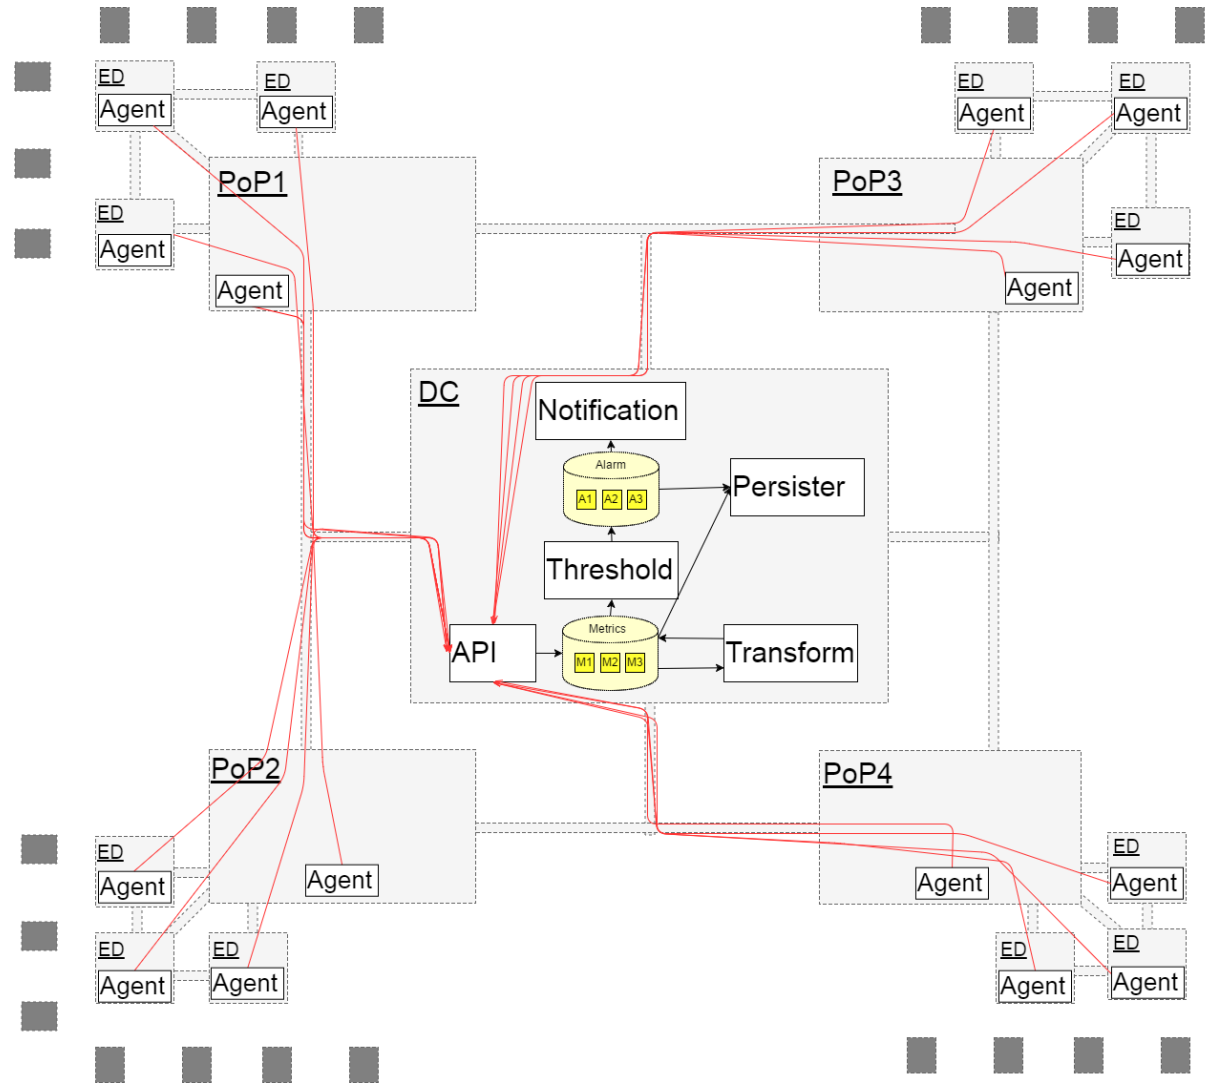 ED
Agent
ED
Agent
ED
Agent
PoP1
Agent
ED
Agent
ED
Agent
PoP3
ED
Agent
Agent
DC
Notification
Alarm
A1 A2 A3
Persister
Threshold
API
Metrics
M1 M2 M3
Transform
PoP2
Agent
ED
Agent
ED
Agent
ED
Agent
PoP4
Agent
ED
Agent
ED
Agent
ED
Agent